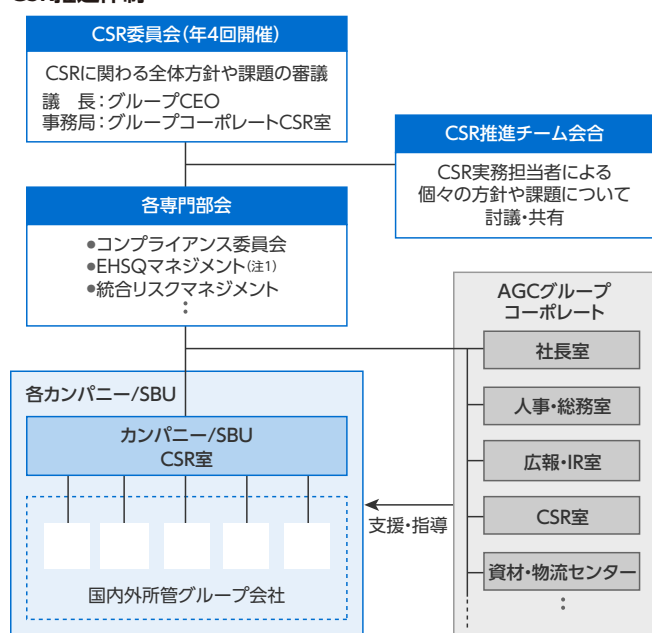 CSR推進体制
CSR委員会(年4回開催)
CSRに関わる全体方針や課題の審議
議　長：グループCEO
事務局：グループコーポレートCSR室
CSR推進チーム会合
CSR実務担当者による
個々の方針や課題について
討議・共有
各専門部会
●コンプライアンス委員会
●EHSQマネジメント(注1)
●統合リスクマネジメント
：
AGCグループ
コーポレート
社長室
人事・総務室
広報・IR室
CSR室
資材・物流センター
：
各カンパニー/SBU
カンパニー/SBU
CSR室
国内外所管グループ会社
支援・指導